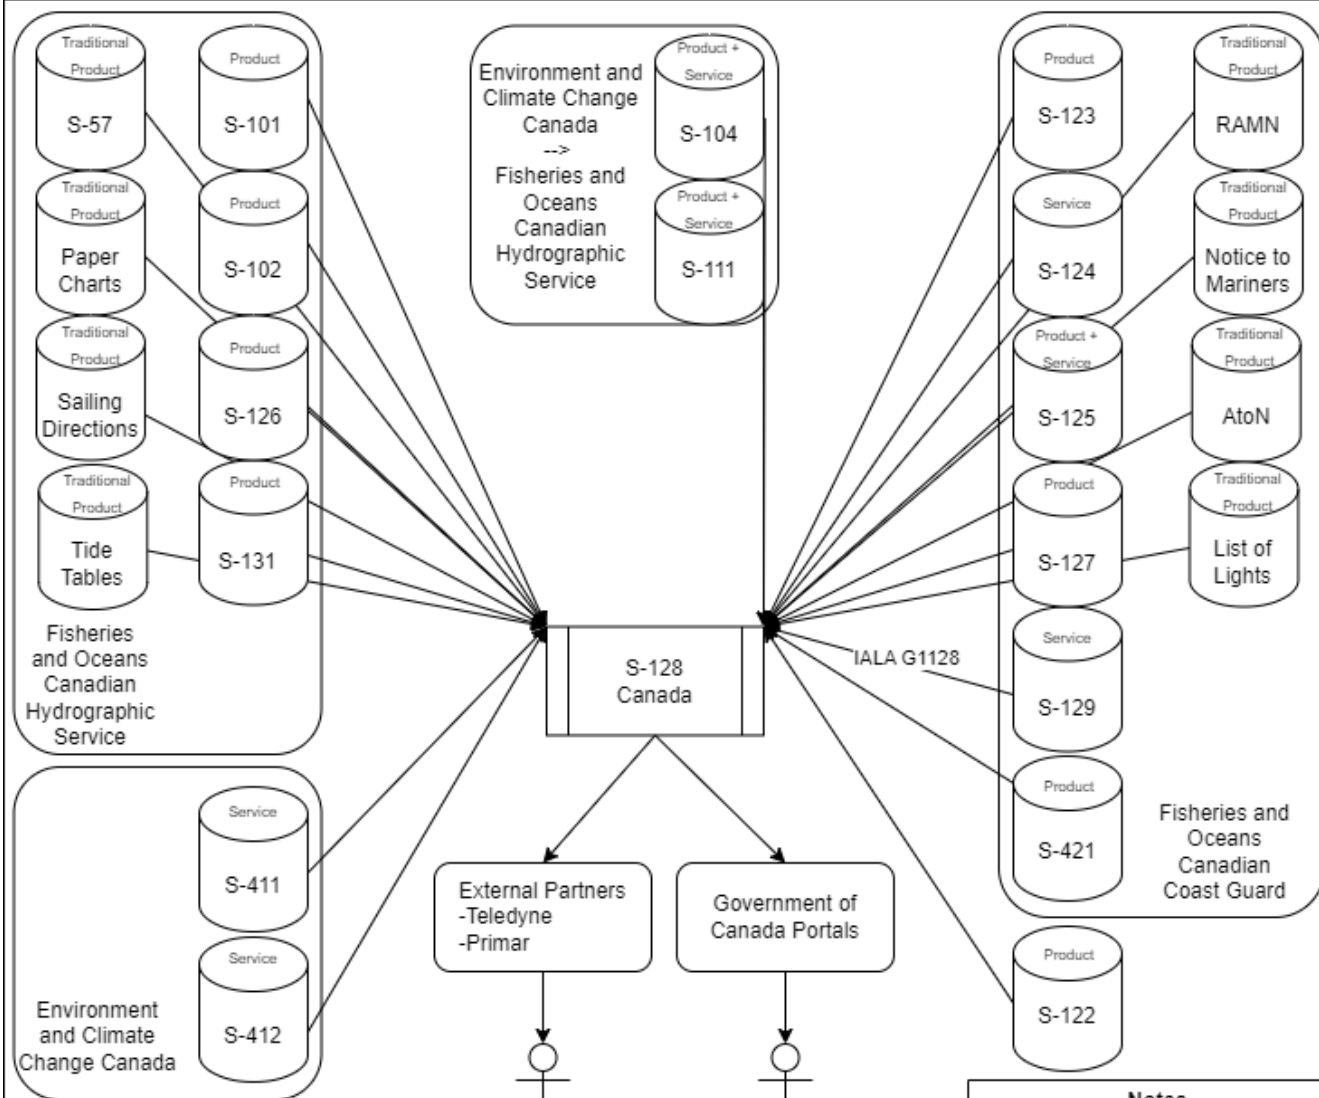 Traditional
Product
S-57
Product
S-101
Traditional
Product
Paper
Charts
Product
S-102
Traditional
Product
Sailing
Directions
Product
S-126
Traditional
Product
Tide
Tables
Product
S-131
Fisheries
and Oceans
Canadian
Hydrographic
Service
Environment and
Climate Change
Canada
-->
Fisheries and
Oceans
Canadian
Hydrographic
Service
Product +
Service
S-104
Product +
Service
S-111
Product
S-123
Traditional
Product
RAMN
Service
S-124
Traditional
Product
Notice to
Mariners
Product +
Service
S-125
Traditional
Product
AtoN
Product
S-127
Traditional
Product
List of
Lights
Service
S-129
IALA G1128
Product
S-421
Fisheries and
Oceans
Canadian
Coast Guard
Product
S-122
S-128
Canada
Service
S-411
Service
S-412
Environment
and Climate
Change Canada
External Partners
-Teledyne
-Primar
Government of
Canada Portals
Notes